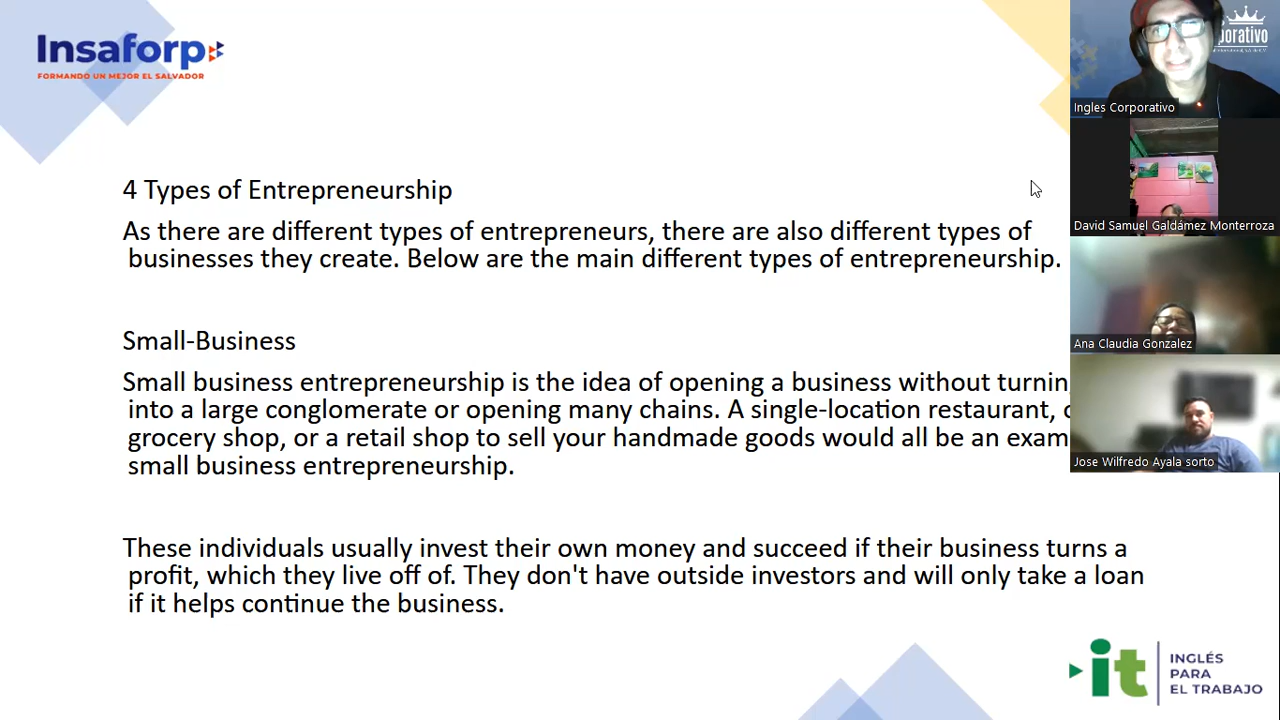 Insaforp
FORMANDO UN MEJOR EL SALVADOR
4 Types of Entrepreneurship
As there are different types of entrepreneurs, there are also different types of
businesses they create. Below are the main different types of entrepreneurship.
Small-Business
Small business entrepreneurship is the idea of opening a business without
into a large conglomerate or opening many chains. A single-location restaurant,
grocery shop, or a retail shop to sell your handmade goods would all be an
small business entrepreneurship.
These individuals usually invest their own money and succeed if their business turns a
profit, which they live off of. They don't have outside investors and will only take a loan
if it helps continue the business.
Ingles Corporativo
David Samuel Galdámez Monterroza
Ana Claudia Gonzalez
Jose Wilfredo Ayala sorto
it
INGLÉS
PARA
EL TRABAJO